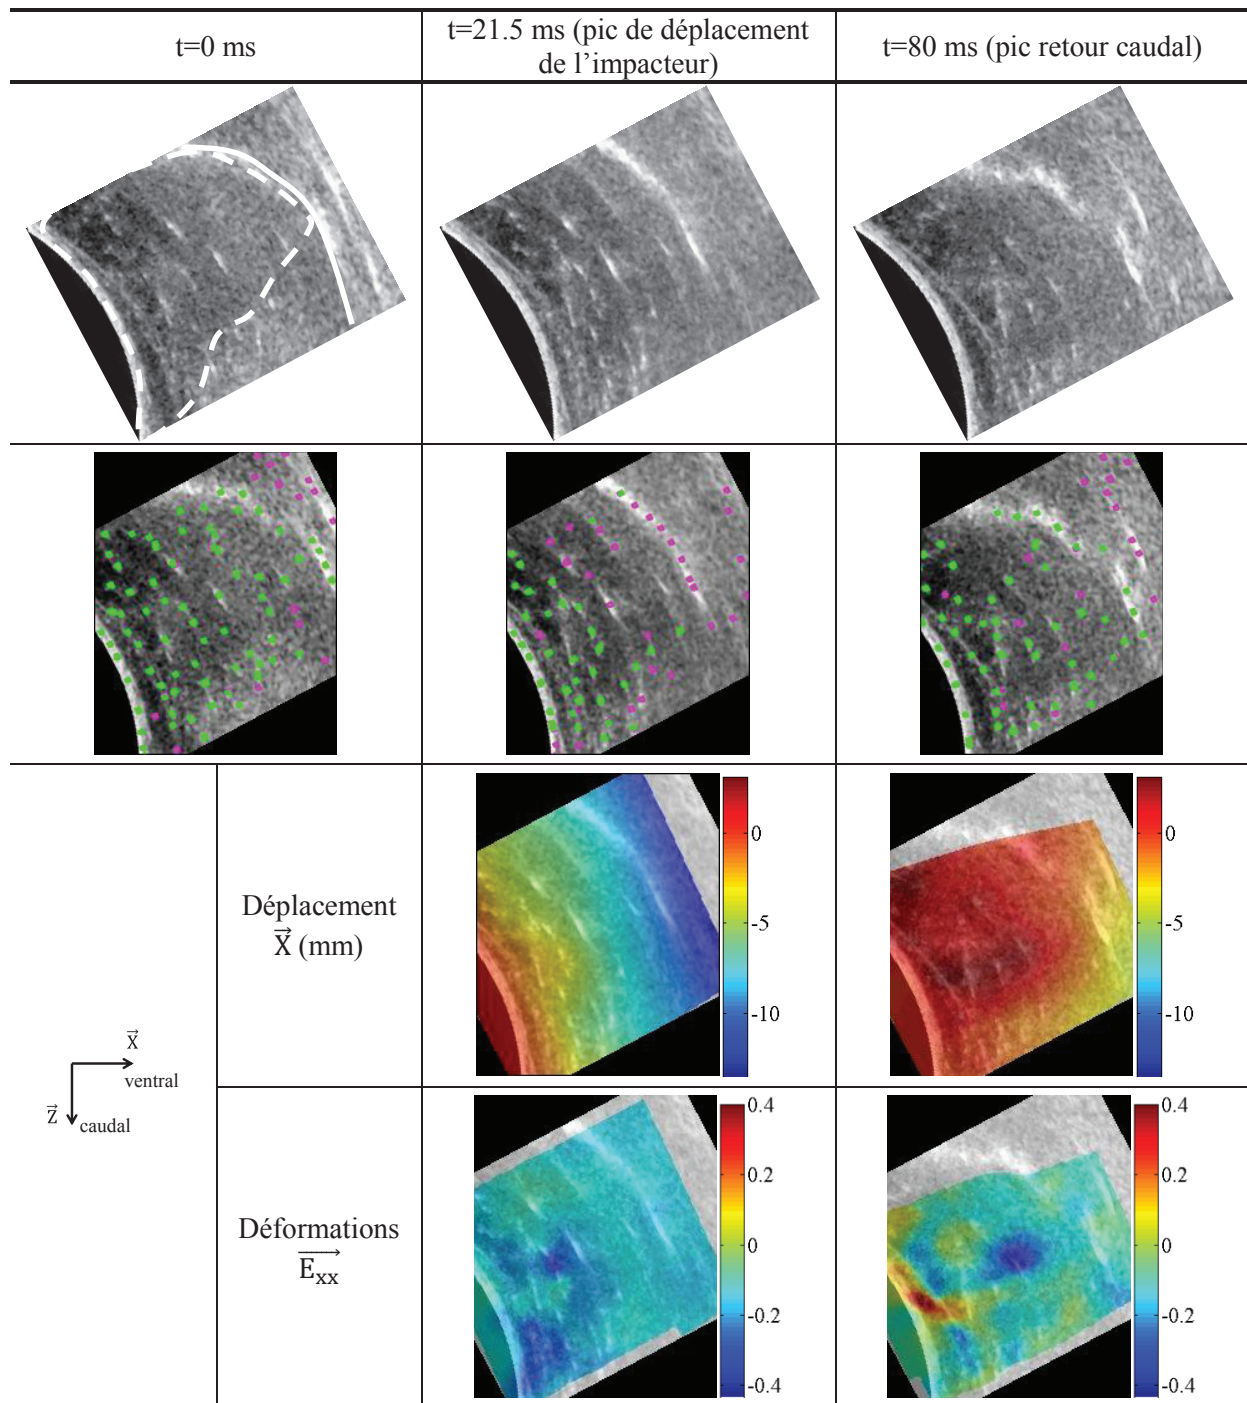 t=0 ms
t=21.5 ms (pic de déplacement
de l’impacteur)
t=80 ms (pic retour caudal)
Déplacement
X⃗ (mm)
0
-5
-10
0
-5
-10
X⃗
ventral
Z⃗
caudal
Déformations
E⃗xx
0.4
0.2
0
-0.2
-0.4
0.4
0.2
0
-0.2
-0.4